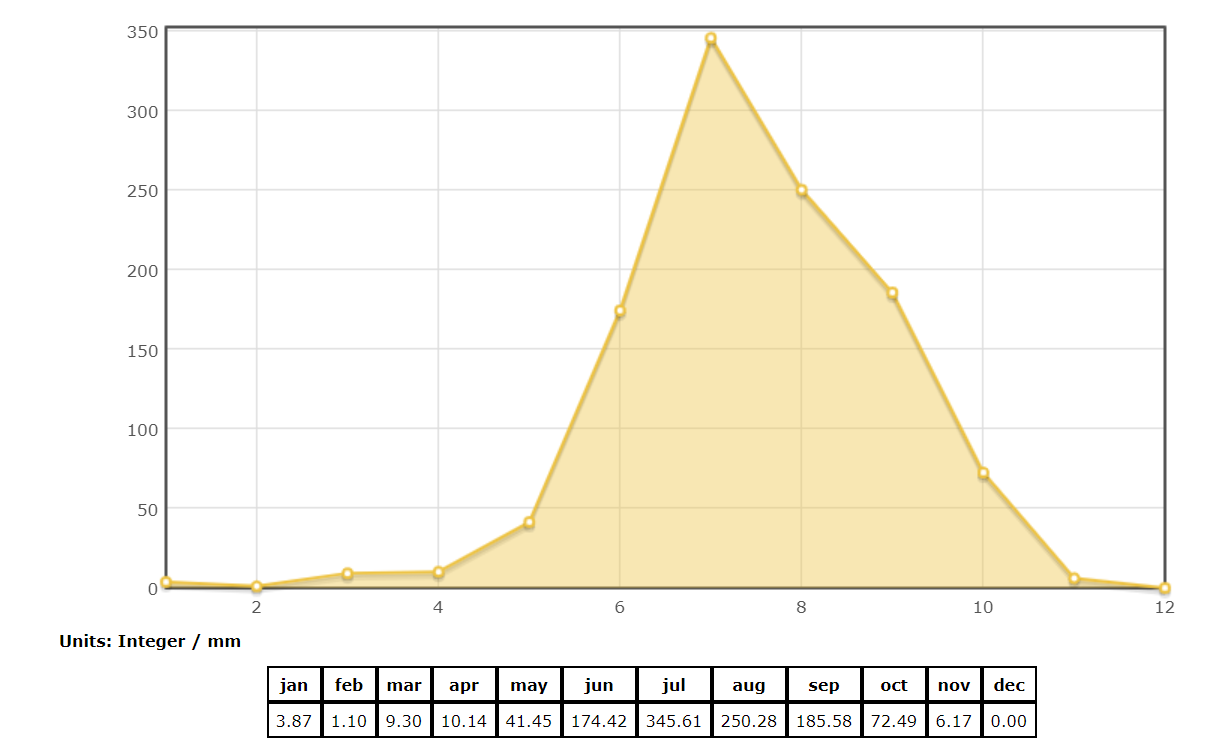 350
300
250
200
150
100
50
0
2 4 6 8 10 12
Units: Integer / mm
jan feb mar apr may jun jul aug sep oct nov dec
3.87 1.10 9.30 10.14 41.45 174.42 345.61 250.28 185.58 72.49 6.17 0.00